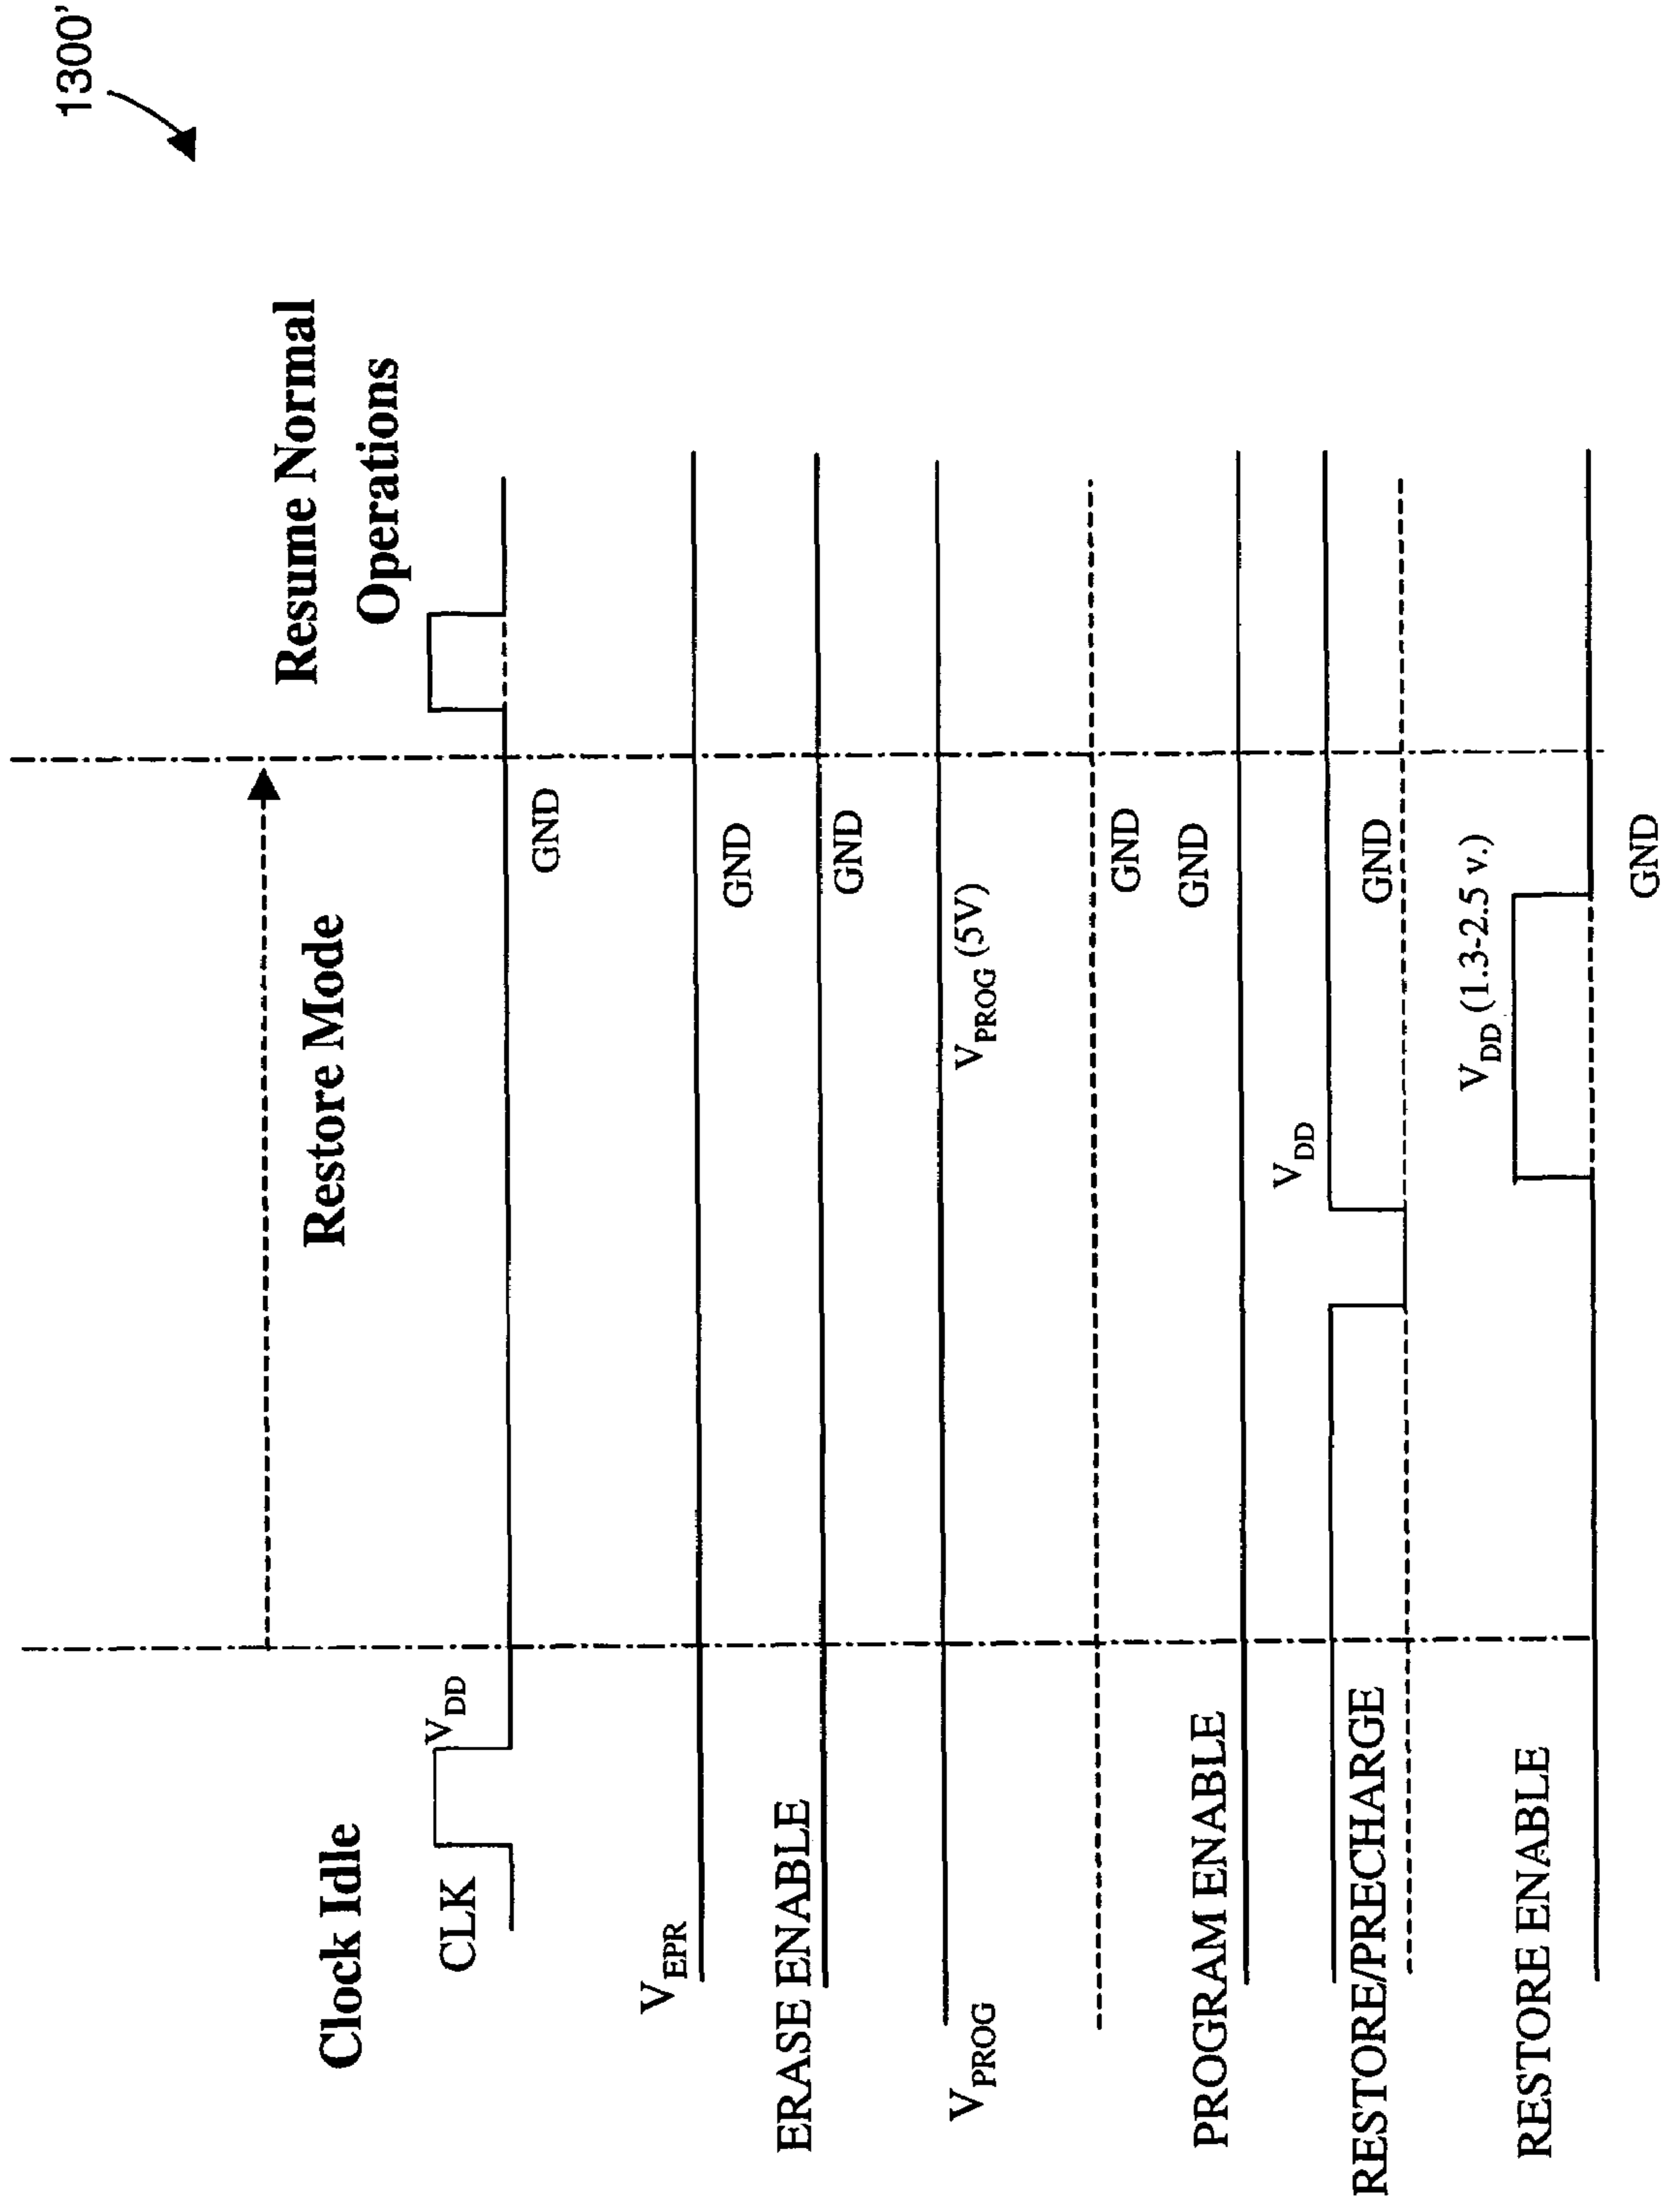 1300'
Clock Idle
Restore Mode
Resume Normal
Operations
CLK
VDD
GND
VEPR
GND
ERASE ENABLE
GND
VPROG
VPROG (5V)
GND
PROGRAM ENABLE
GND
RESTORE/PRECHARGE
VDD
GND
RESTORE ENABLE
VDD (1.3-2.5 v.)
GND